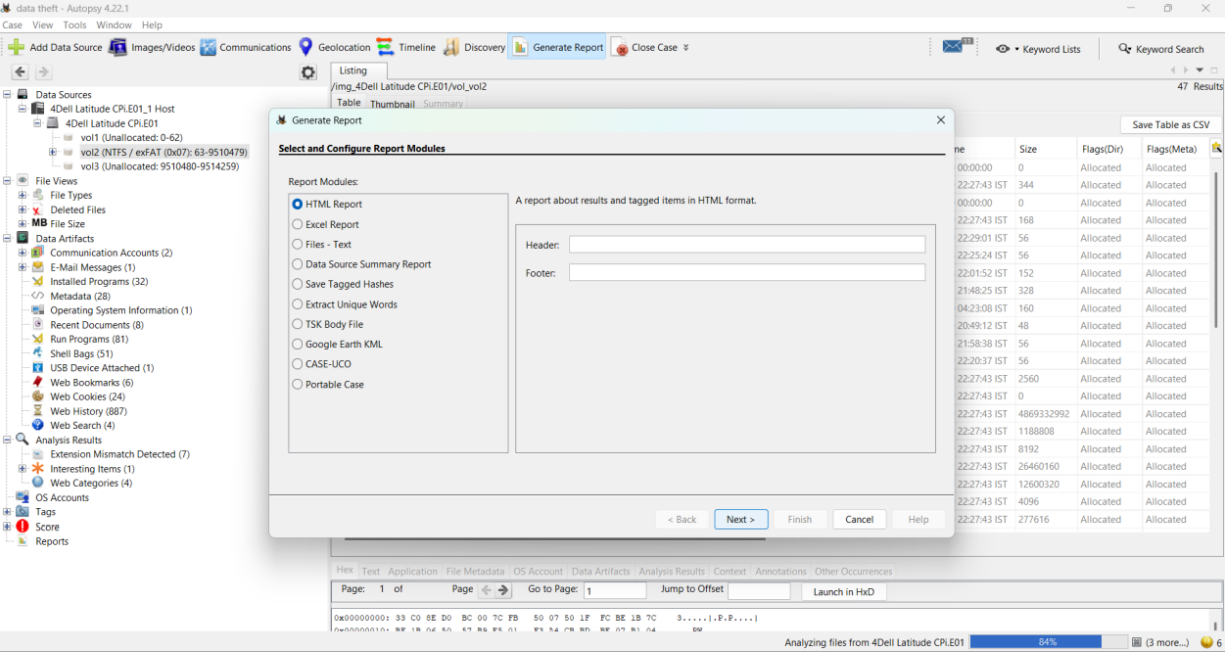 data theft - Autopsy 4.22.1
Case View Tools Window Help
Add Data Source Images/Videos Communications Geolocation Timeline Discovery Generate Report Close Case Keyword Lists Keyword Search
Listing
/img_4Dell Latitude CPi.E01/vol_vol2
47 Results
Table Thumbnail Summary
Save Table as CSV
Data Sources
4Dell Latitude CPi.E01_1 Host
4Dell Latitude CPi.E01
vol1 (Unallocated: 0-62)
vol2 (NTFS / exFAT (0x07): 63-9510479)
vol3 (Unallocated: 9510480-9514259)
File Views
File Types
Deleted Files
MB File Size
Data Artifacts
Communication Accounts (2)
E-Mail Messages (1)
Installed Programs (32)
Metadata (28)
Operating System Information (1)
Recent Documents (8)
Run Programs (81)
Shell Bags (51)
USB Device Attached (1)
Web Bookmarks (6)
Web Cookies (24)
Web History (887)
Web Search (4)
Analysis Results
Extension Mismatch Detected (7)
Interesting Items (1)
Web Categories (4)
OS Accounts
Tags
Score
Reports
Generate Report
Select and Configure Report Modules
Report Modules:
HTML Report
Excel Report
Files - Text
Data Source Summary Report
Save Tagged Hashes
Extract Unique Words
TSK Body File
Google Earth KML
CASE-UCO
Portable Case
A report about results and tagged items in HTML format.
Header:
Footer:
< Back Next > Finish Cancel Help
me Size Flags(Dir) Flags(Meta)
00:00:00 0 Allocated Allocated
22:27:43 IST 344 Allocated Allocated
00:00:00 0 Allocated Allocated
22:27:43 IST 168 Allocated Allocated
22:29:01 IST 56 Allocated Allocated
22:25:24 IST 56 Allocated Allocated
22:01:52 IST 152 Allocated Allocated
21:48:25 IST 328 Allocated Allocated
04:23:08 IST 160 Allocated Allocated
20:49:12 IST 48 Allocated Allocated
21:58:38 IST 56 Allocated Allocated
22:20:37 IST 56 Allocated Allocated
22:27:43 IST 2560 Allocated Allocated
22:27:43 IST 0 Allocated Allocated
22:27:43 IST 4869332992 Allocated Allocated
22:27:43 IST 1188808 Allocated Allocated
22:27:43 IST 8192 Allocated Allocated
22:27:43 IST 26460160 Allocated Allocated
22:27:43 IST 12600320 Allocated Allocated
22:27:43 IST 4096 Allocated Allocated
22:27:43 IST 277616 Allocated Allocated
Hex Text Application File Metadata OS Account Data Artifacts Analysis Results Context Annotations Other Occurrences
Page: 1 of Page Go to Page: 1 Jump to Offset Launch in HxD
0x00000000: 33 C0 8E D0 BC 00 7C FB 50 07 50 1F FC BE 1B 7C 3.....|.P.P....|
Analyzing files from 4Dell Latitude CPi.E01 84% (3 more...) 6